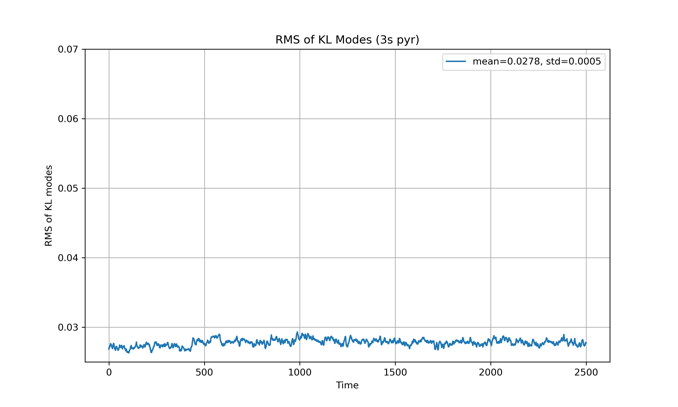 RMS of KL Modes (3s pyr)
mean=0.0278, std=0.0005
0.07
0.06
0.05
0.04
0.03
RMS of KL modes
0 500 1000 1500 2000 2500
Time